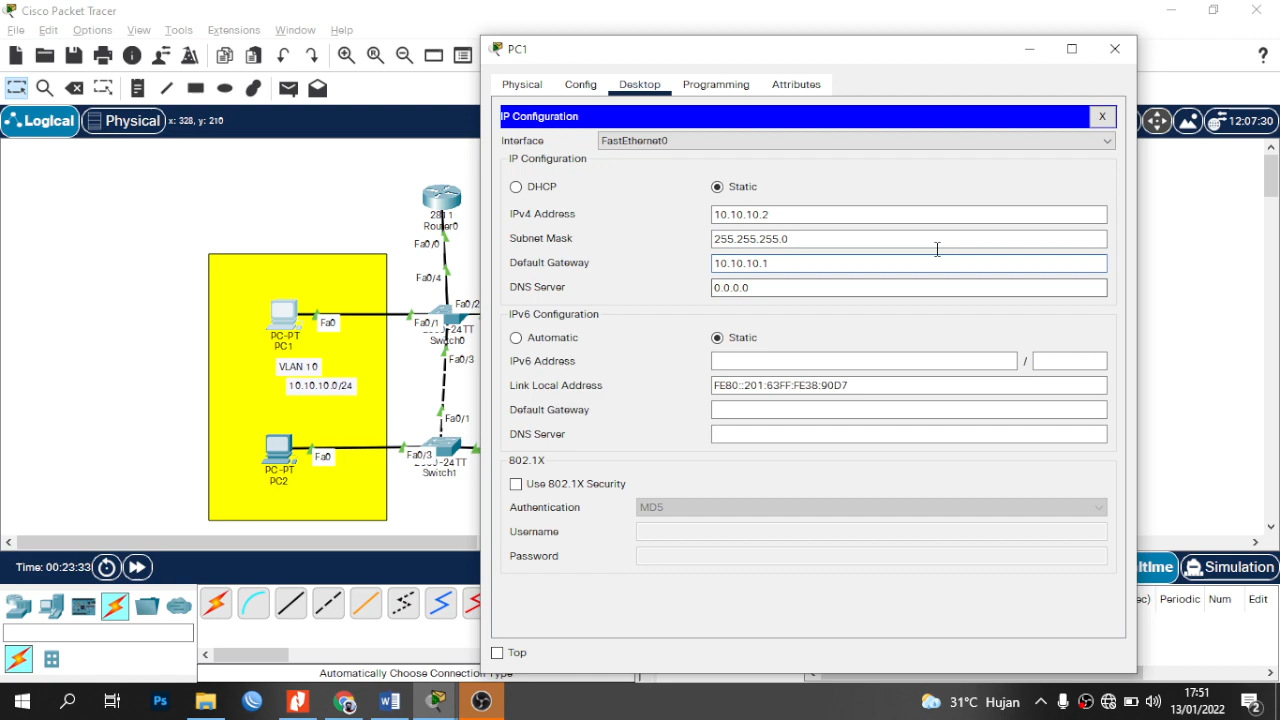 Cisco Packet Tracer
File Edit Options View Tools Extensions Window Help
Logical Physical x: 328, y: 210
12:07:30
2811
Router0
Fa0/0
Fa0/4
Fa0
PC-PT
PC1
Fa0/1
Fa0/2
Switch0
VLAN 10
10.10.10.0/24
Fa0/3
Fa0/1
Fa0
Fa0/3
PC-PT
PC2
Switch1
PC1
Physical Config Desktop Programming Attributes
IP Configuration X
Interface FastEthernet0
IP Configuration
DHCP Static
IPv4 Address 10.10.10.2
Subnet Mask 255.255.255.0
Default Gateway 10.10.10.1
DNS Server 0.0.0.0
IPv6 Configuration
Automatic Static
IPv6 Address /
Link Local Address FE80::201:63FF:FE38:90D7
Default Gateway
DNS Server
802.1X
Use 802.1X Security
Authentication MD5
Username
Password
Top
Time: 00:23:33
ltime Simulation
ec) Periodic Num Edit
Automatically Choose Connection Type
31°C Hujan
17:51
13/01/2022
2